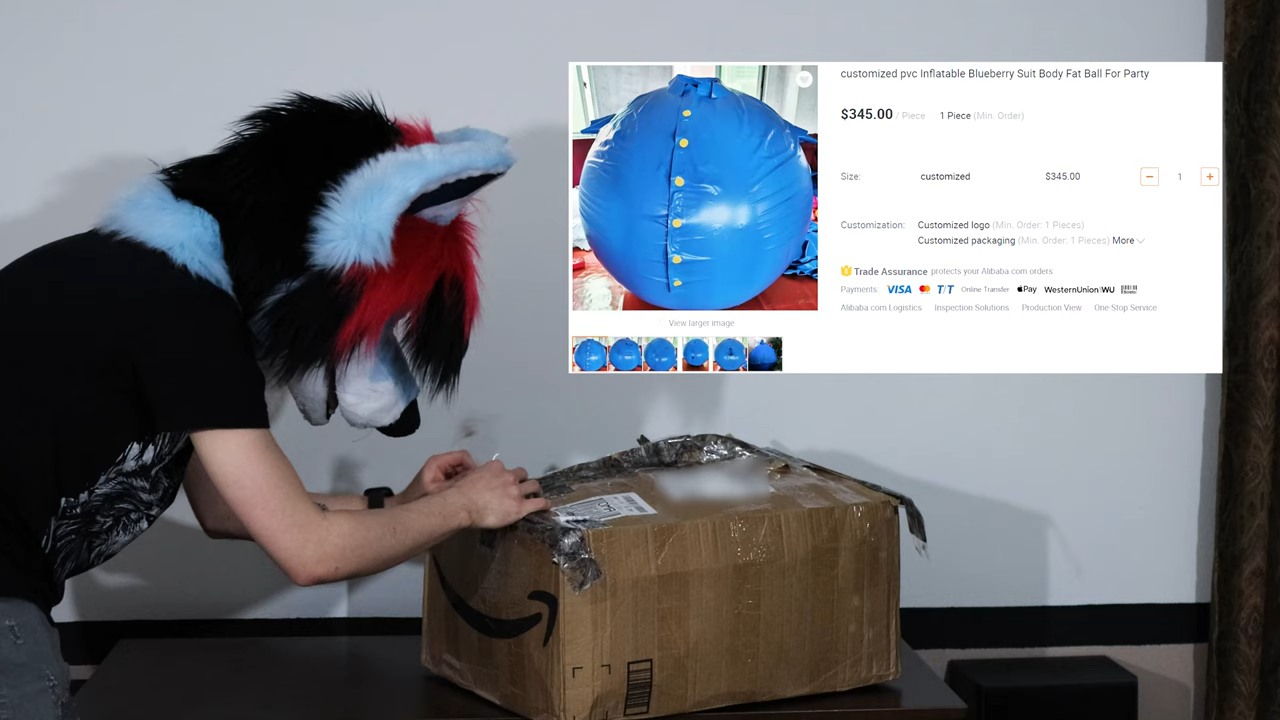 customized pvc Inflatable Blueberry Suit Body Fat Ball For Party
$345.00 / Piece 1 Piece (Min. Order)
Size: customized $345.00 1
Customization: Customized logo (Min. Order: 1 Pieces)
Customized packaging (Min. Order: 1 Pieces) More
Trade Assurance protects your Alibaba.com orders
Payments: VISA T/T Online Transfer Pay WesternUnion WU
Alibaba.com Logistics Inspection Solutions Production View One-Stop Service
View larger image